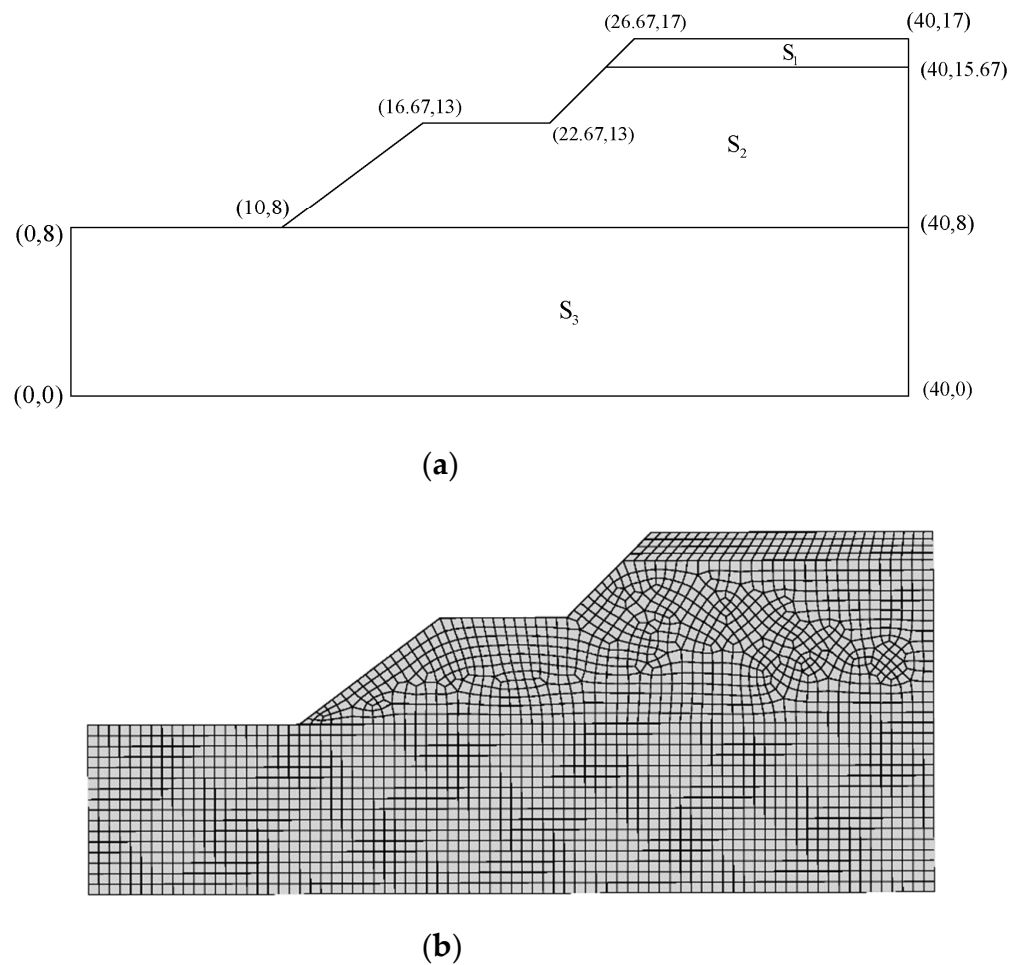 (26.67,17)
(40,17)
S1
(40,15.67)
(16.67,13)
(22.67,13)
S2
(10,8)
(40,8)
(0,8)
S3
(0,0)
(40,0)
(a)
(b)